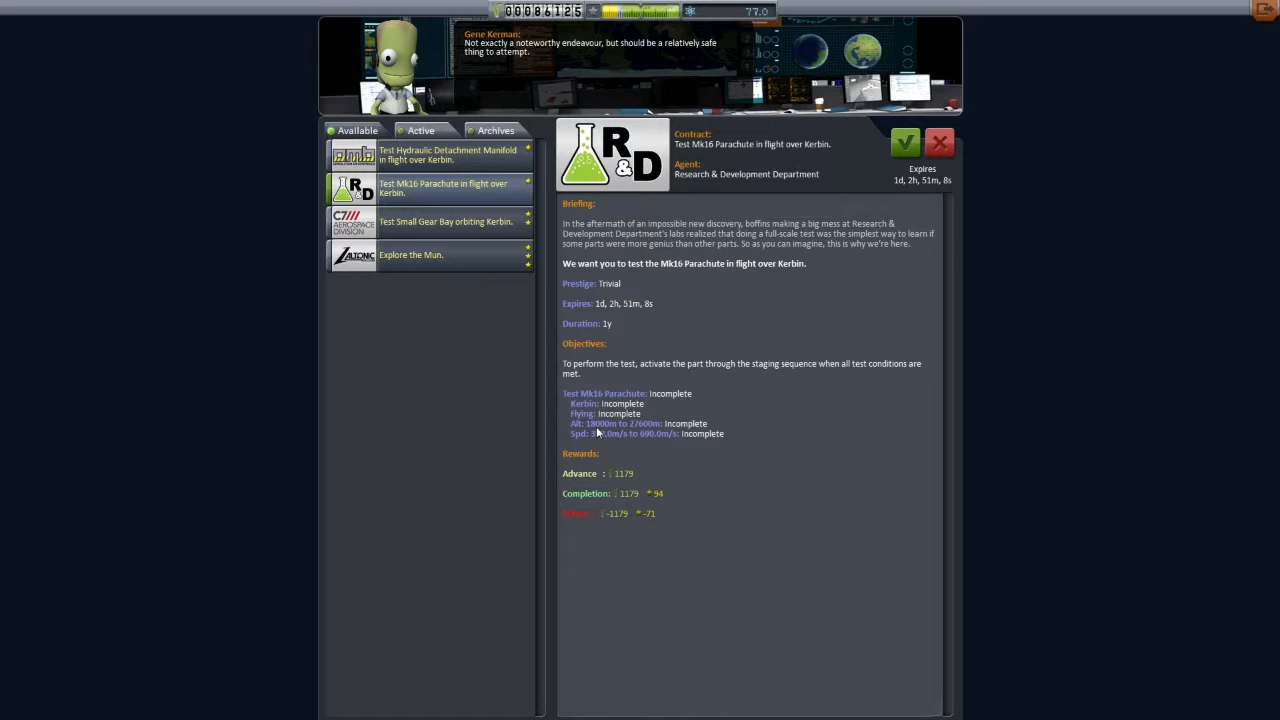 00086125
77.0
Gene Kerman:
Not exactly a noteworthy endeavour, but should be a relatively safe
thing to attempt.
Available
Active
Archives
Test Hydraulic Detachment Manifold
in flight over Kerbin.
R&D
Test Mk16 Parachute in flight over
Kerbin.
C7
AEROSPACE
DIVISION
Test Small Gear Bay orbiting Kerbin.
ZALTONIC
Explore the Mun.
R
&D
Contract:
Test Mk16 Parachute in flight over Kerbin.
Agent:
Research & Development Department
Expires
1d, 2h, 51m, 8s
Briefing:
In the aftermath of an impossible new discovery, boffins making a big mess at Research &
Development Department's labs realized that doing a full-scale test was the simplest way to learn if
some parts were more genius than other parts. So as you can imagine, this is why we're here.
We want you to test the Mk16 Parachute in flight over Kerbin.
Prestige: Trivial
Expires: 1d, 2h, 51m, 8s
Duration: 1y
Objectives:
To perform the test, activate the part through the staging sequence when all test conditions are
met.
Test Mk16 Parachute: Incomplete
Kerbin: Incomplete
Flying: Incomplete
Alt: 18000m to 27600m: Incomplete
Spd: to 690.0m/s: Incomplete
Rewards:
Advance : 1179
Completion: 1179 94
-1179 -71